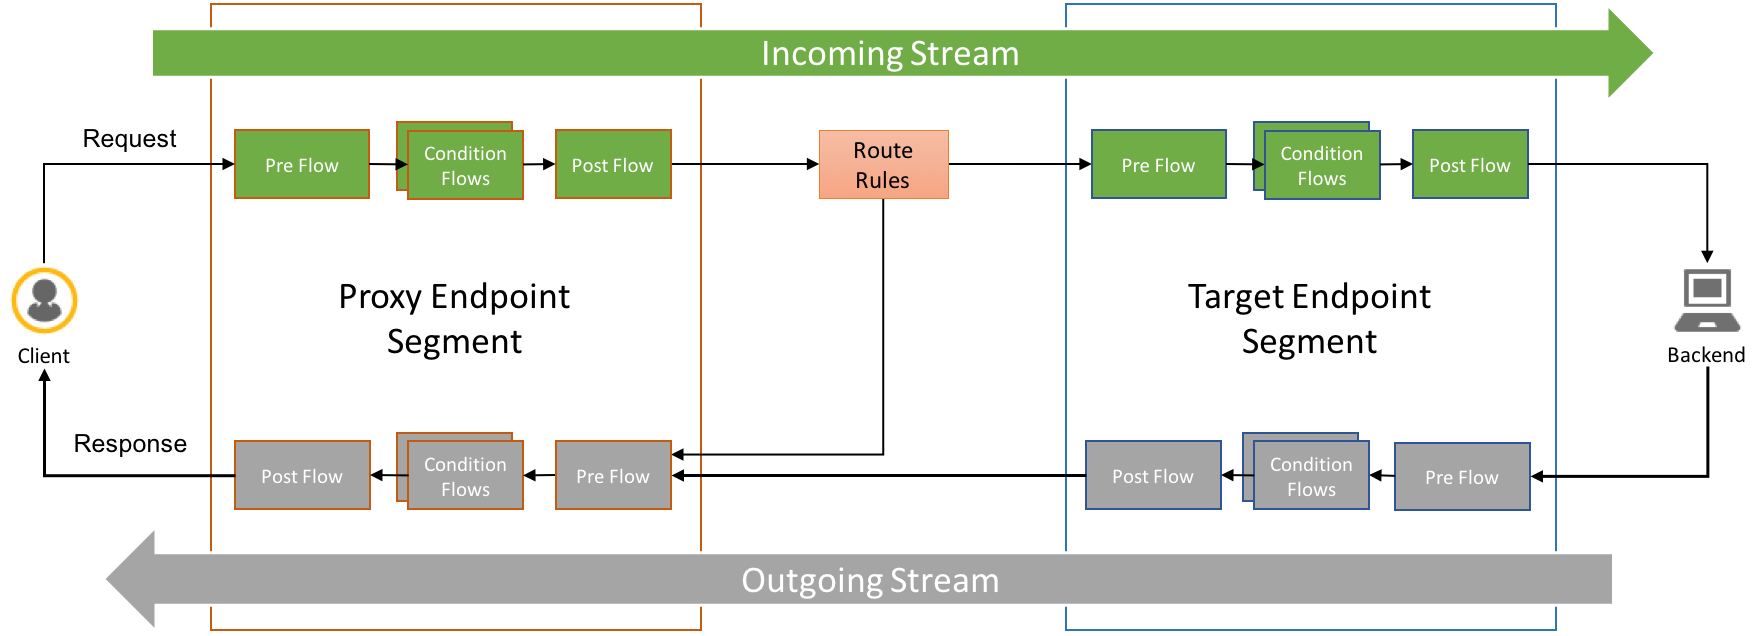 Incoming Stream
Request
Pre Flow
Condition
Flows
Post Flow
Route
Rules
Pre Flow
Condition
Flows
Post Flow
Proxy Endpoint
Segment
Target Endpoint
Segment
Client
Backend
Response
Post Flow
Condition
Flows
Pre Flow
Post Flow
Condition
Flows
Pre Flow
Outgoing Stream